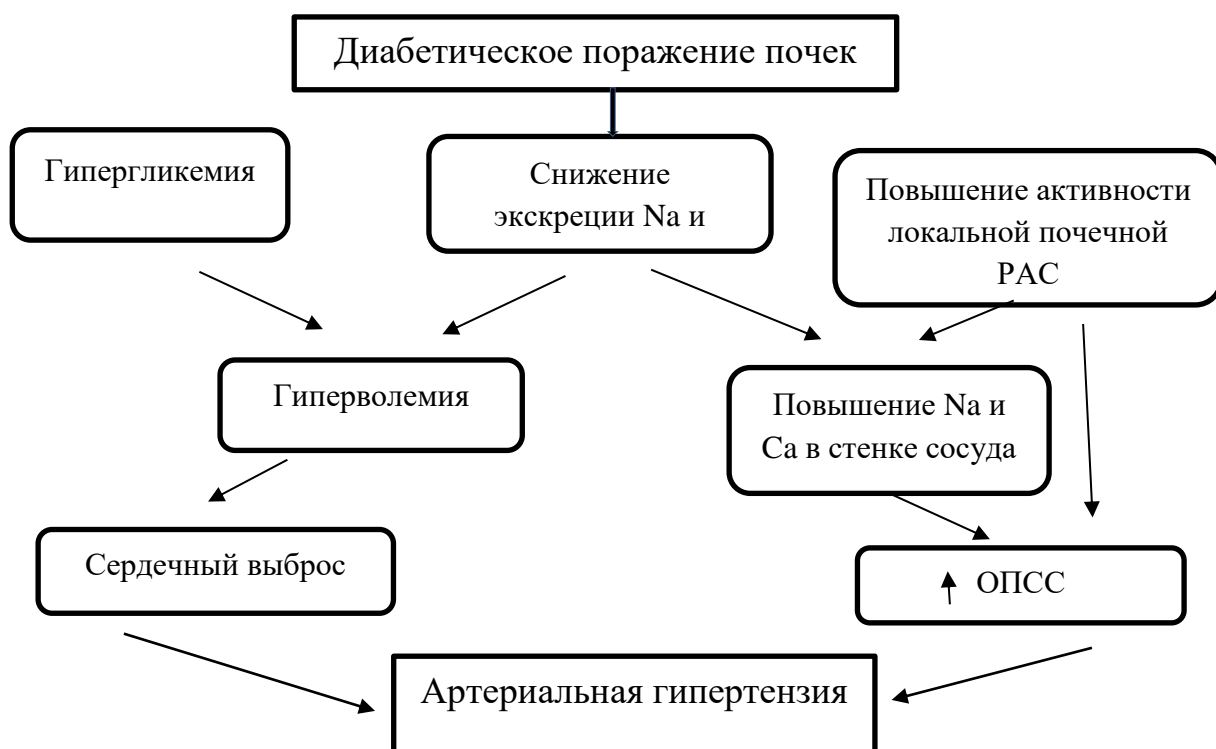 Диабетическое поражение почек
Гипергликемия
Снижение
экскреции Na и
Повышение активности
локальной почечной
РАС
Гиперволемия
Повышение Na и
Ca в стенке сосуда
Сердечный выброс
ОПСС
Артериальная гипертензия